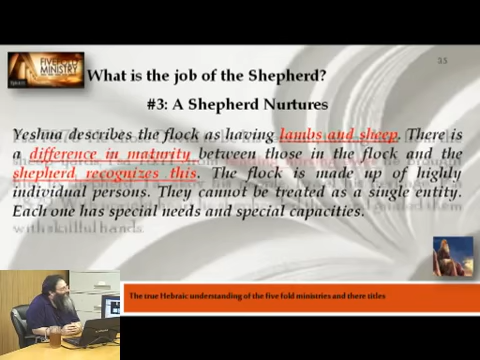 35
FIVEFOLD
MINISTRY
What is the job of the Shepherd?
#3: A Shepherd Nurtures
Yeshua describes the flock as having lambs and sheep. There is
a difference in maturity between those in the flock and the
shepherd recognizes this. The flock is made up of highly
individual persons. They cannot be treated as a single entity.
Each one has special needs and special capacities.
with skillful hands.
The true Hebraic understanding of the five fold ministries and there titles